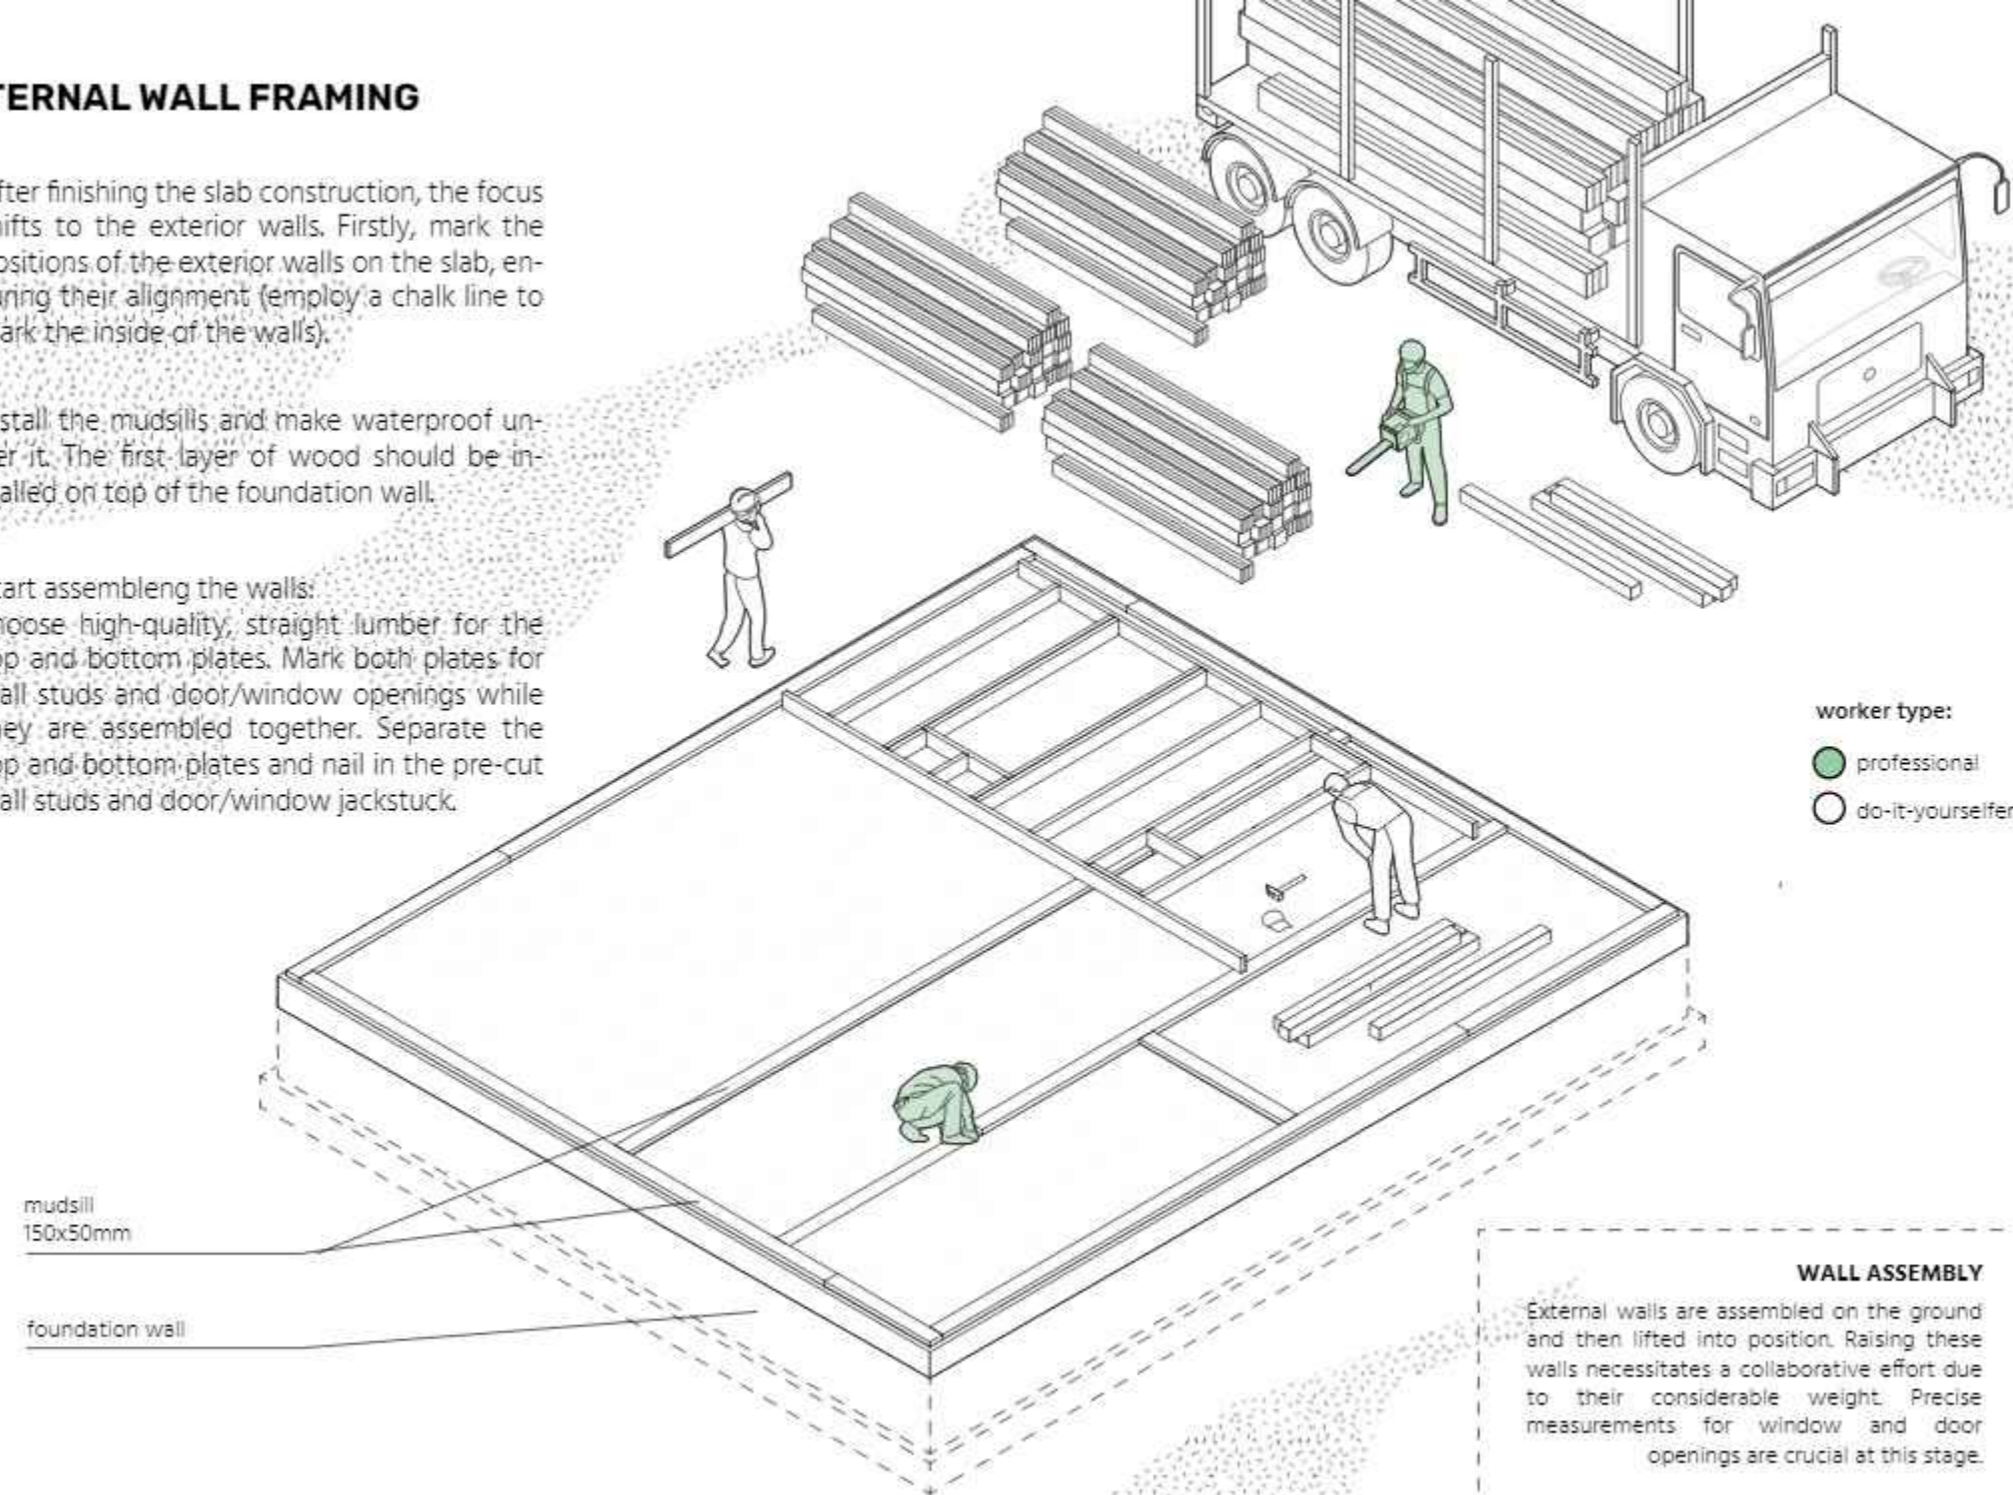 TERNAL WALL FRAMING
fter finishing the slab construction, the focus
ifts to the exterior walls. Firstly, mark the
ositions of the exterior walls on the slab, en-
uring their alignment (employ a chalk line to
ark the inside of the walls).
stall the mudsills and make waterproof un-
er it. The first layer of wood should be in-
alled on top of the foundation wall.
tart assembleng the walls:
hoose high-quality, straight lumber for the
op and bottom plates. Mark both plates for
all studs and door/window openings while
hey are assembled together. Separate the
op and bottom plates and nail in the pre-cut
all studs and door/window jackstuck.
worker type:
professional
do-it-yourselfer
mudsill
150x50mm
foundation wall
WALL ASSEMBLY
External walls are assembled on the ground
and then lifted into position. Raising these
walls necessitates a collaborative effort due
to their considerable weight. Precise
measurements for window and door
openings are crucial at this stage.